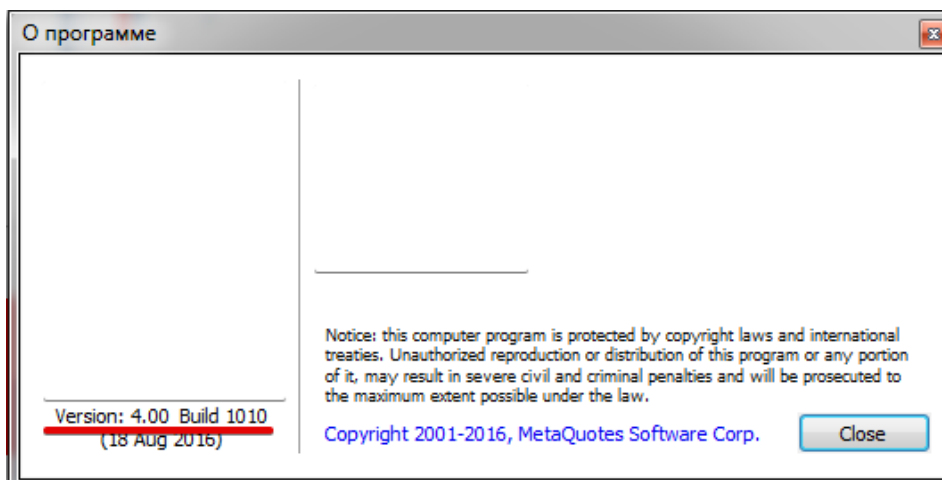 О программе
Notice: this computer program is protected by copyright laws and international
treaties. Unauthorized reproduction or distribution of this program or any portion
of it, may result in severe civil and criminal penalties and will be prosecuted to
the maximum extent possible under the law.
Version: 4.00 Build 1010
(18 Aug 2016)
Copyright 2001-2016, MetaQuotes Software Corp.
Close